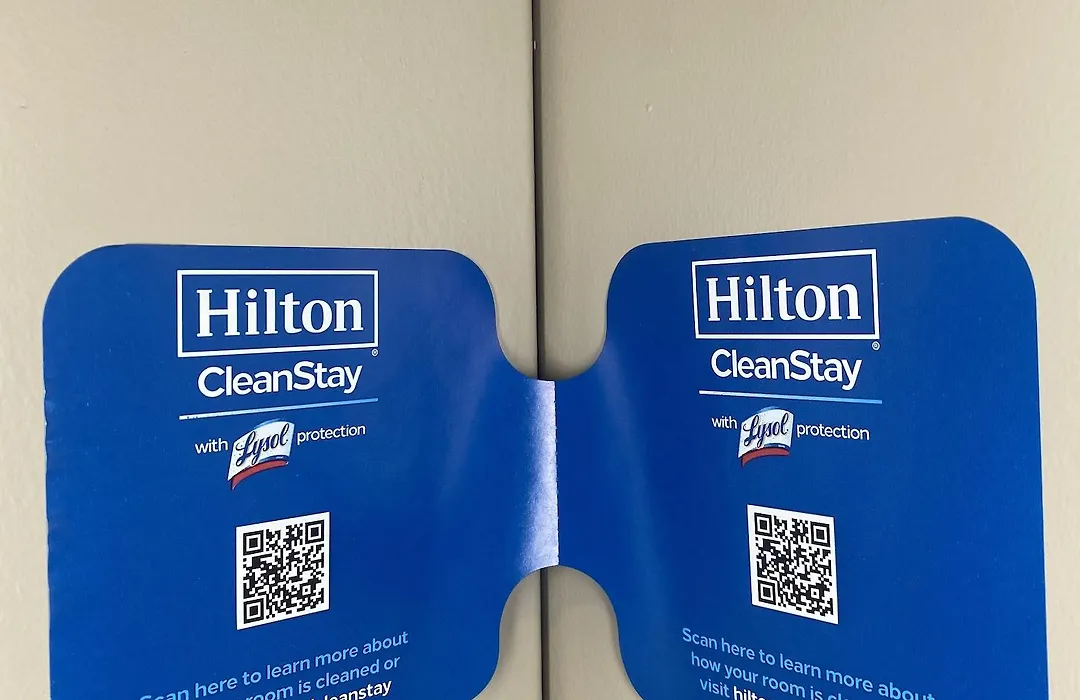 Hilton
CleanStay
with Lysol protection
Scan here to learn more about
room is cleaned or
cleanstay
Hilton
CleanStay
with Lysol protection
Scan here to learn more about
how your room is
visit